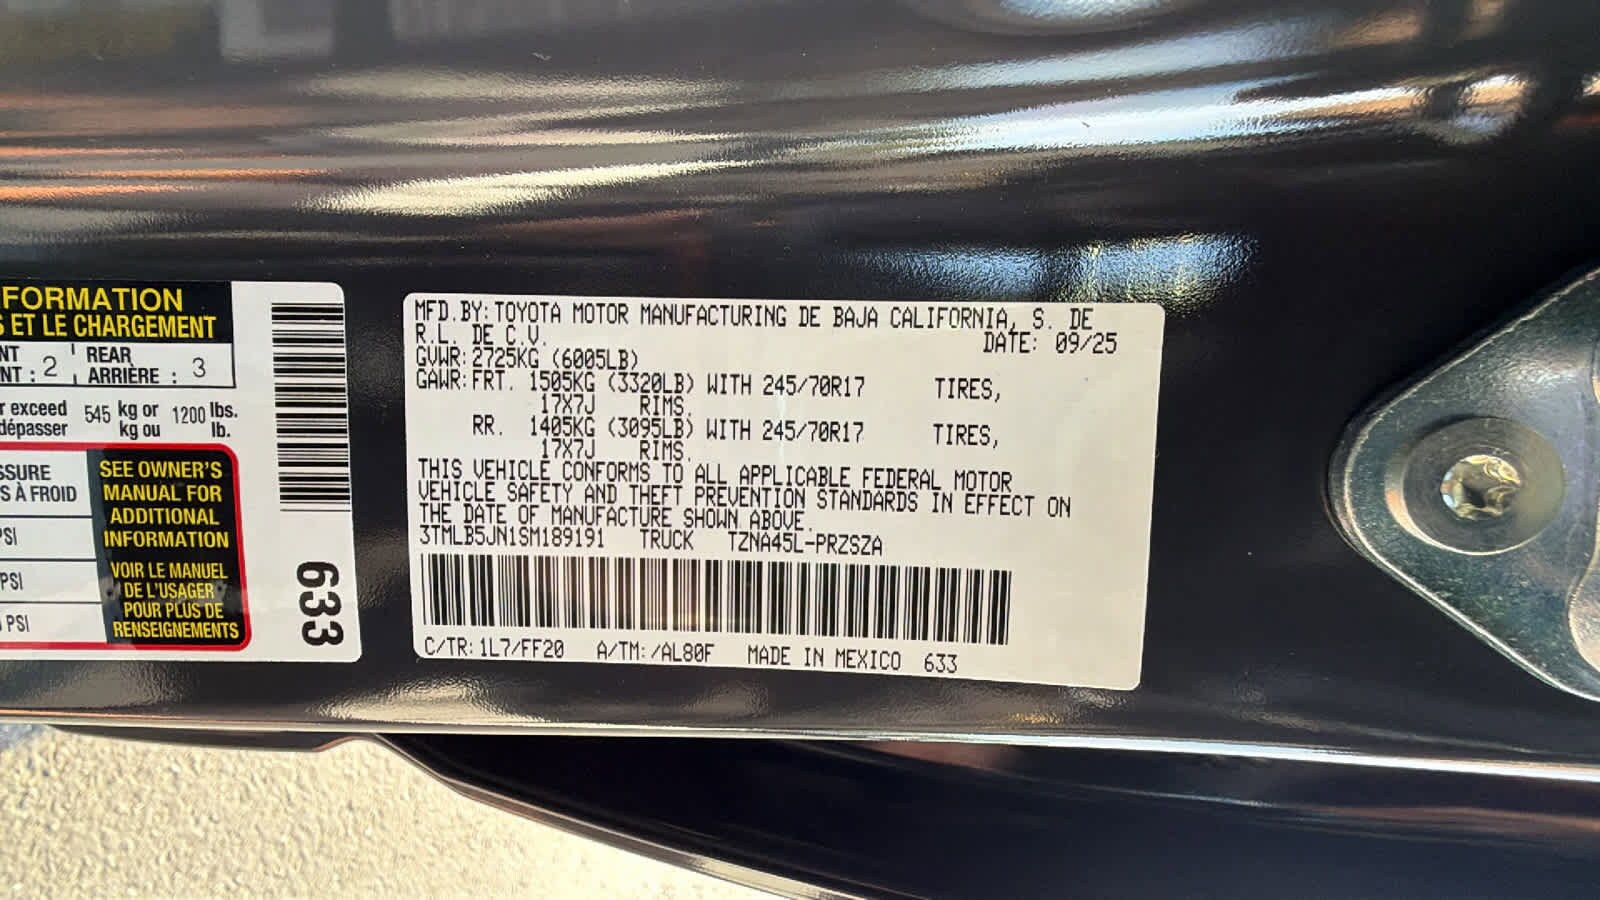 FORMATION
S ET LE CHARGEMENT
NT : 2 REAR
NT : 2 ARRIÈRE : 3
r exceed 545 kg or 1200 lbs.
dépasser kg ou lb.
SSURE
S À FROID
PSI
PSI
PSI
SEE OWNER'S
MANUAL FOR
ADDITIONAL
INFORMATION
VOIR LE MANUEL
DE L'USAGER
POUR PLUS DE
RENSEIGNEMENTS
633
MFD.BY: TOYOTA MOTOR MANUFACTURING DE BAJA CALIFORNIA, S. DE
R.L. DE C.V. DATE: 09/25
GVWR: 2725KG (6005LB)
GAWR: FRT. 1505KG (3320LB) WITH 245/70R17 TIRES,
17X7J RIMS.
RR. 1405KG (3095LB) WITH 245/70R17 TIRES,
17X7J RIMS.
THIS VEHICLE CONFORMS TO ALL APPLICABLE FEDERAL MOTOR
VEHICLE SAFETY AND THEFT PREVENTION STANDARDS IN EFFECT ON
THE DATE OF MANUFACTURE SHOWN ABOVE.
3TMLB5JN1SM189191 TRUCK TZNA45L-PRZSZA
C/TR: 1L7/FF20 A/TM: /AL80F MADE IN MEXICO 633